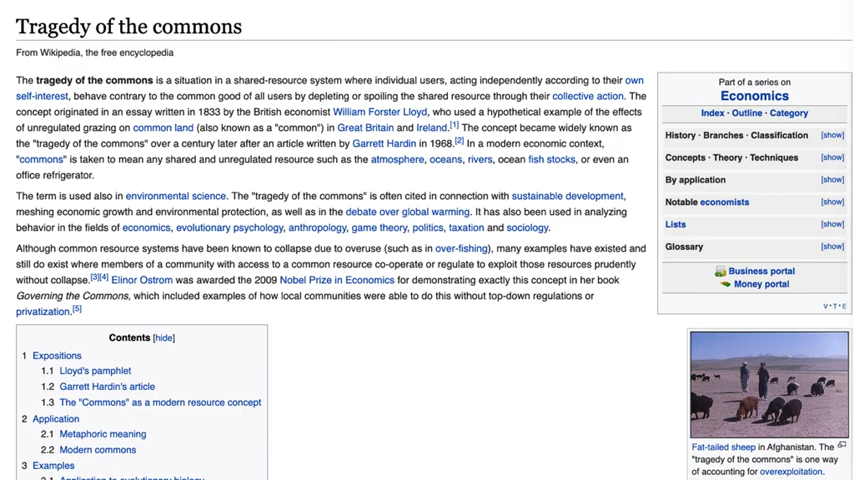 Tragedy of the commons
From Wikipedia, the free encyclopedia
The tragedy of the commons is a situation in a shared-resource system where individual users, acting independently according to their own
self-interest, behave contrary to the common good of all users by depleting or spoiling the shared resource through their collective action. The
concept originated in an essay written in 1833 by the British economist William Forster Lloyd, who used a hypothetical example of the effects
of unregulated grazing on common land (also known as a "common") in Great Britain and Ireland.[1] The concept became widely known as
the "tragedy of the commons" over a century later after an article written by Garrett Hardin in 1968.[2] In a modern economic context,
"commons" is taken to mean any shared and unregulated resource such as the atmosphere, oceans, rivers, ocean fish stocks, or even an
office refrigerator.
The term is used also in environmental science. The "tragedy of the commons" is often cited in connection with sustainable development,
meshing economic growth and environmental protection, as well as in the debate over global warming. It has also been used in analyzing
behavior in the fields of economics, evolutionary psychology, anthropology, game theory, politics, taxation and sociology.
Although common resource systems have been known to collapse due to overuse (such as in over-fishing), many examples have existed and
still do exist where members of a community with access to a common resource co-operate or regulate to exploit those resources prudently
without collapse.[3][4] Elinor Ostrom was awarded the 2009 Nobel Prize in Economics for demonstrating exactly this concept in her book
Governing the Commons, which included examples of how local communities were able to do this without top-down regulations or
privatization.[5]
Contents [hide]
1 Expositions
1.1 Lloyd's pamphlet
1.2 Garrett Hardin's article
1.3 The "Commons" as a modern resource concept
2 Application
2.1 Metaphoric meaning
2.2 Modern commons
3 Examples
3.1 Application to evolutionary biology
Part of a series on
Economics
Index · Outline · Category
History · Branches · Classification [show]
Concepts · Theory · Techniques [show]
By application [show]
Notable economists [show]
Lists [show]
Glossary [show]
Business portal
Money portal
V·T·E
Fat-tailed sheep in Afghanistan. The
"tragedy of the commons" is one way
of accounting for overexploitation.